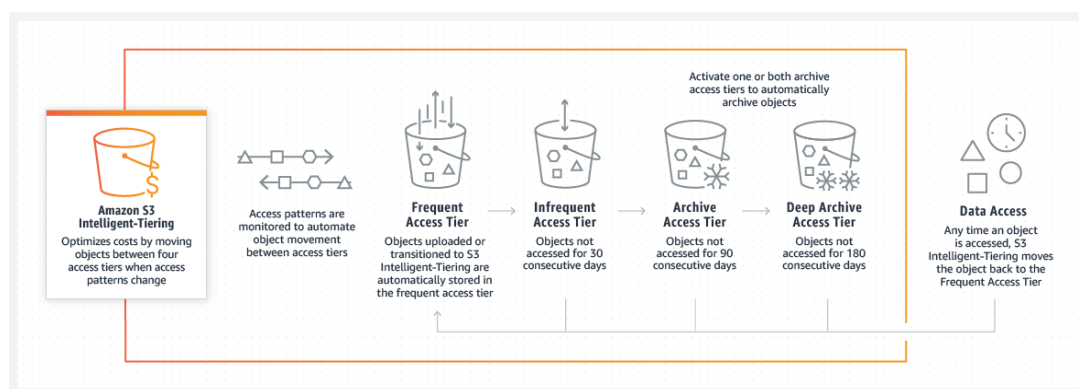 Activate one or both archive
access tiers to automatically
archive objects
$
Amazon S3
Intelligent-Tiering
Optimizes costs by moving
objects between four
access tiers when access
patterns change
Access patterns are
monitored to automate
object movement
between access tiers
Frequent
Access Tier
Objects uploaded or
transitioned to S3
Intelligent-Tiering are
automatically stored in
the frequent access tier
Infrequent
Access Tier
Objects not
accessed for 30
consecutive days
Archive
Access Tier
Objects not
accessed for 90
consecutive days
Deep Archive
Access Tier
Objects not
accessed for 180
consecutive days
Data Access
Any time an object
is accessed, S3
Intelligent-Tiering moves
the object back to the
Frequent Access Tier